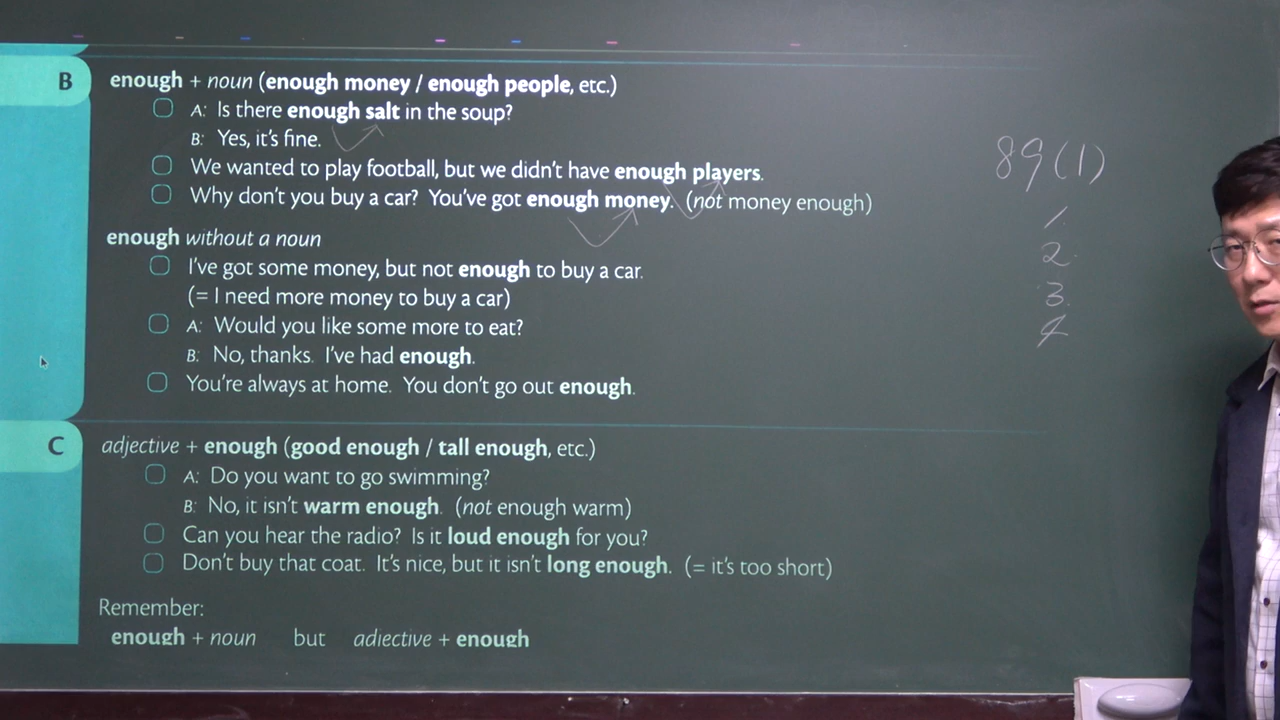 B
enough + noun (enough money / enough people, etc.)
A: Is there enough salt in the soup?
B: Yes, it's fine.
We wanted to play football, but we didn't have enough players.
Why don't you buy a car? You've got enough money. (not money enough)
enough without a noun
I've got some money, but not enough to buy a car.
(= I need more money to buy a car)
A: Would you like some more to eat?
B: No, thanks. I've had enough.
You're always at home. You don't go out enough.
C
adjective + enough (good enough / tall enough, etc.)
A: Do you want to go swimming?
B: No, it isn't warm enough. (not enough warm)
Can you hear the radio? Is it loud enough for you?
Don't buy that coat. It's nice, but it isn't long enough. (= it's too short)
Remember:
enough + noun but adjective + enough
89(1)
1.
2.
3.
4